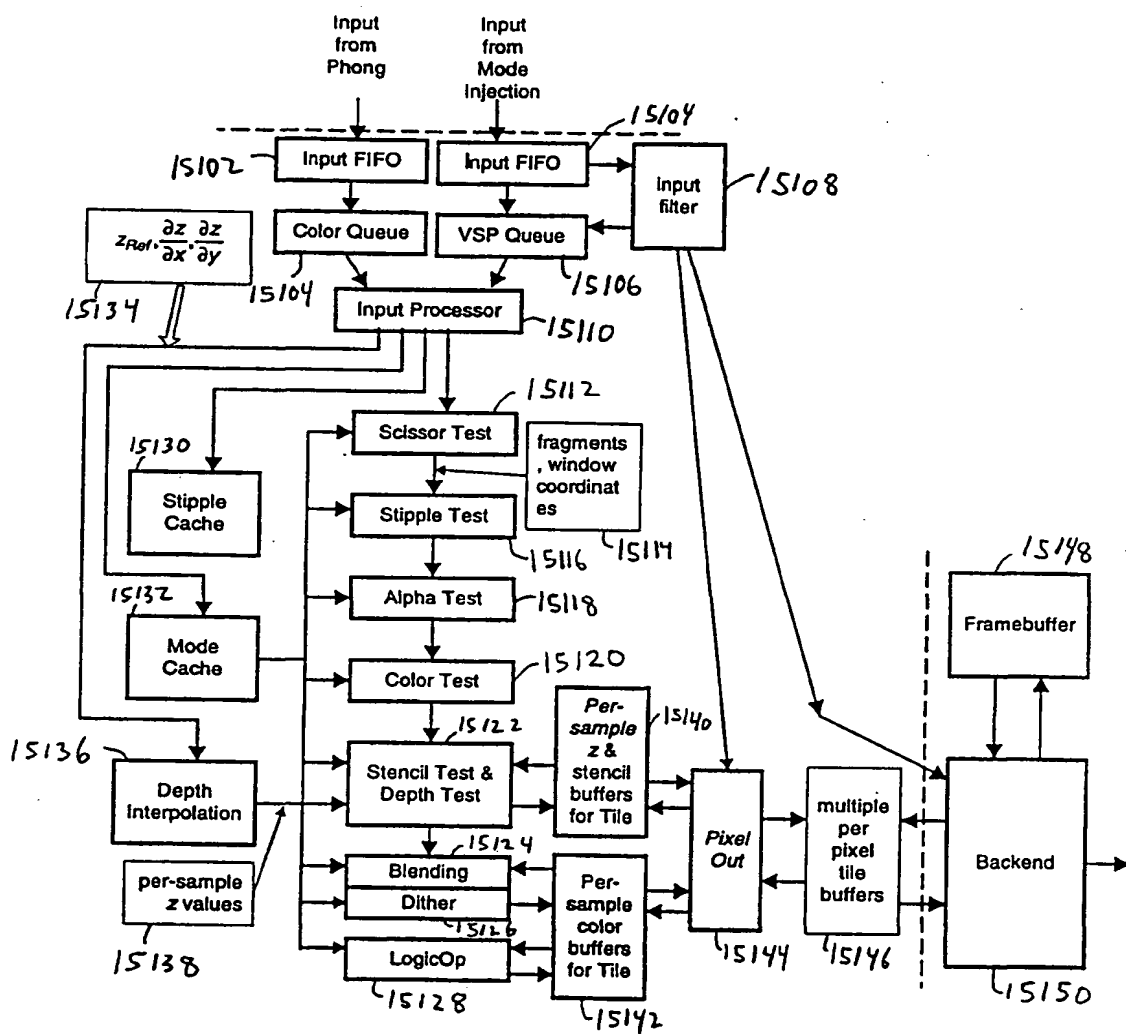 Input
from
Phong
Input
from
Mode
Injection
15104
15102
Input FIFO
Input FIFO
input
filter
15108
z_Ref, ∂z/∂x, ∂z/∂y
Color Queue
VSP Queue
15134
15104
15106
Input Processor
15110
15112
Scissor Test
fragments
, window
coordinat
es
15130
Stipple
Cache
Stipple Test
15114
15116
15148
15132
Alpha Test
15118
Framebuffer
Mode
Cache
15120
Color Test
15122
Per-
sample
z &
stencil
buffers
for Tile
15140
15136
Stencil Test &
Depth Test
Depth
Interpolation
Pixel
Out
multiple
per
pixel
tile
buffers
Backend
15124
per-sample
z values
Blending
Dither
15126
Per-
sample
color
buffers
for Tile
15138
LogicOp
15144
15146
15128
15142
15150